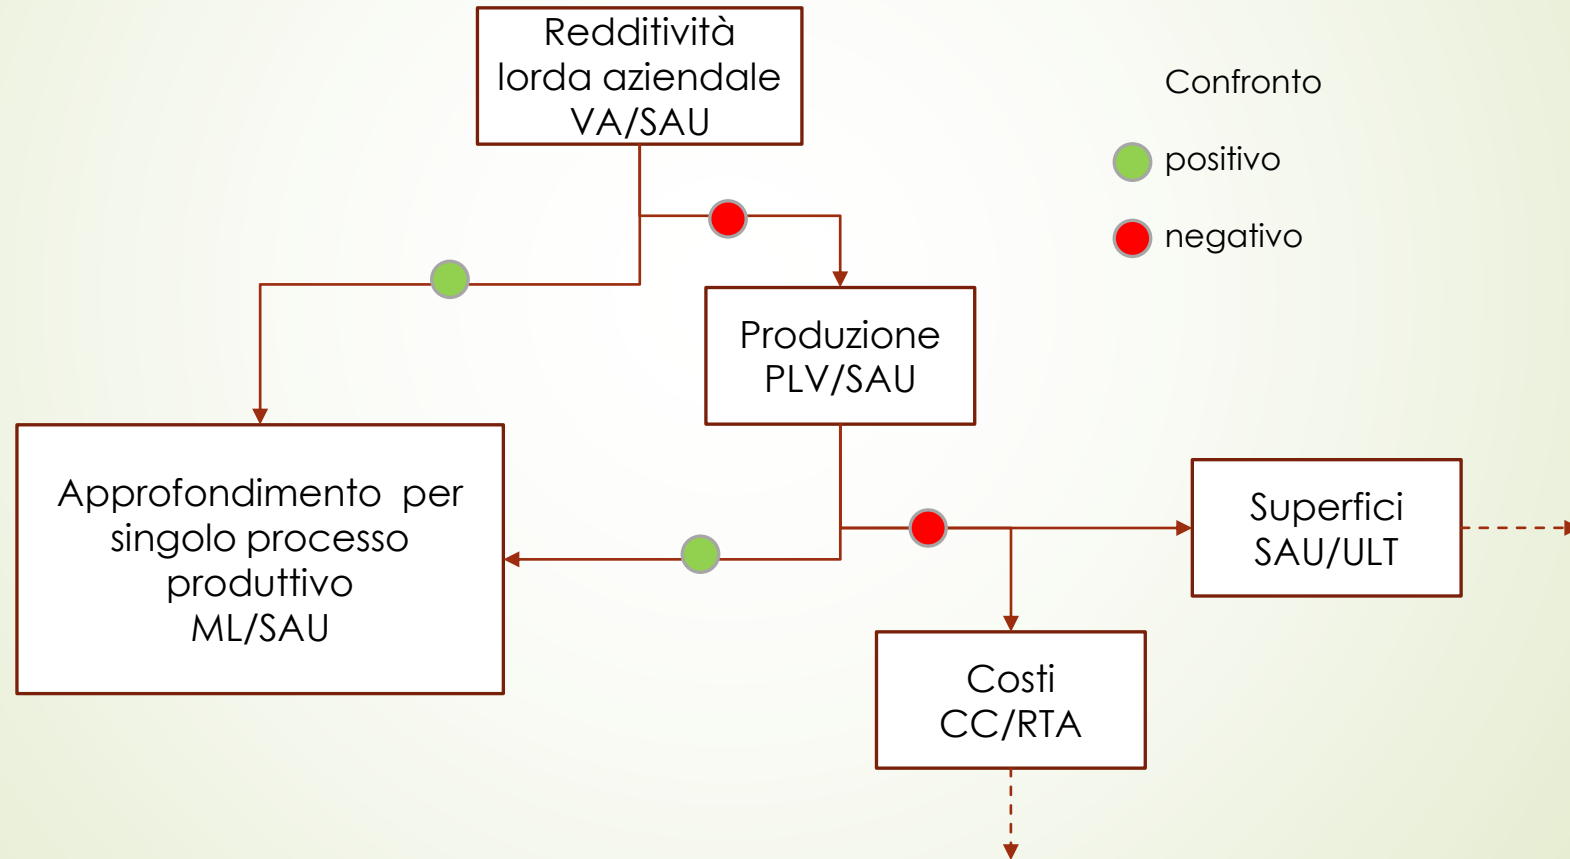 Redditività
lorda aziendale
VA/SAU
Confronto
positivo
negativo
Produzione
PLV/SAU
Approfondimento per
singolo processo
produttivo
ML/SAU
Superfici
SAU/ULT
Costi
CC/RTA